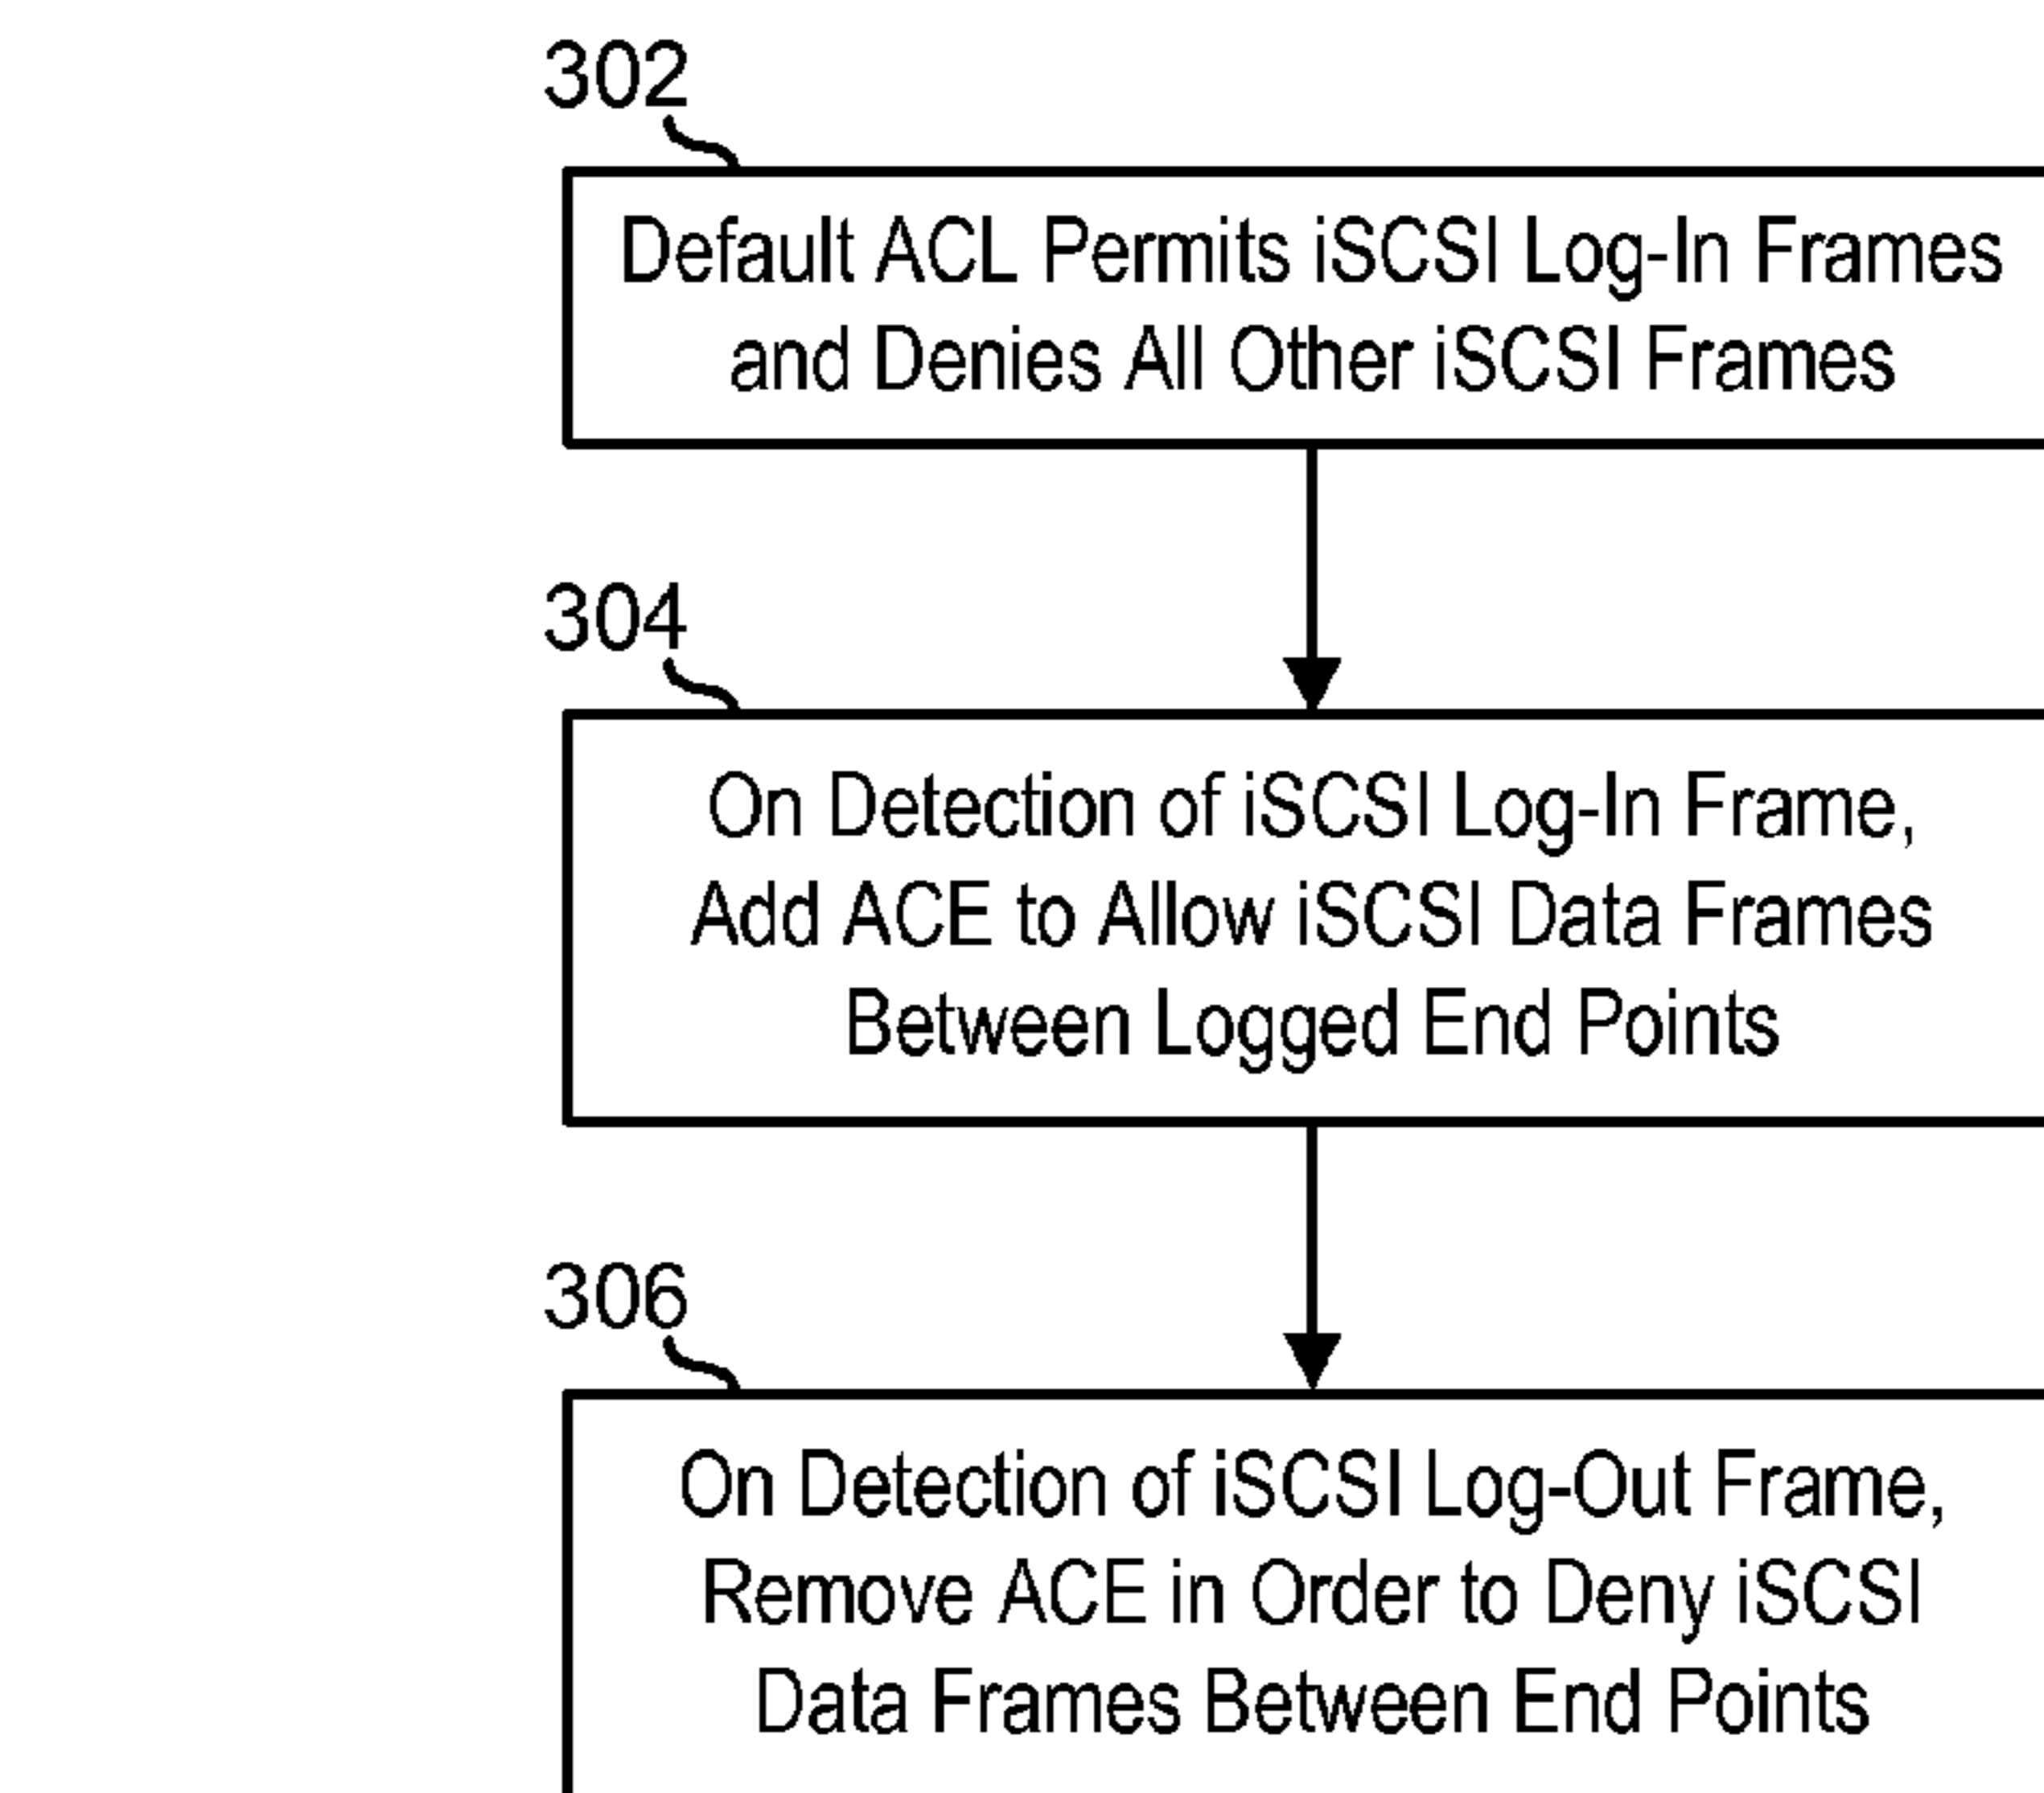 302
Default ACL Permits iSCSI Log-In Frames
and Denies All Other iSCSI Frames
304
On Detection of iSCSI Log-In Frame,
Add ACE to Allow iSCSI Data Frames
Between Logged End Points
306
On Detection of iSCSI Log-Out Frame,
Remove ACE in Order to Deny iSCSI
Data Frames Between End Points